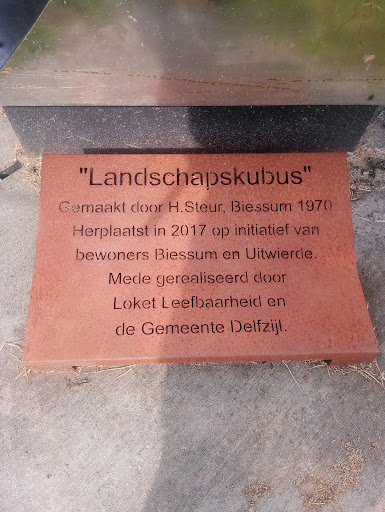 "Landschapskubus"
Gemaakt door H.Steur, Biessum 1970
Herplaatst in 2017 op initiatief van
bewoners Biessum en Uitwierde.
Mede gerealiseerd door
Loket Leefbaarheid en
de Gemeente Delfzijl.